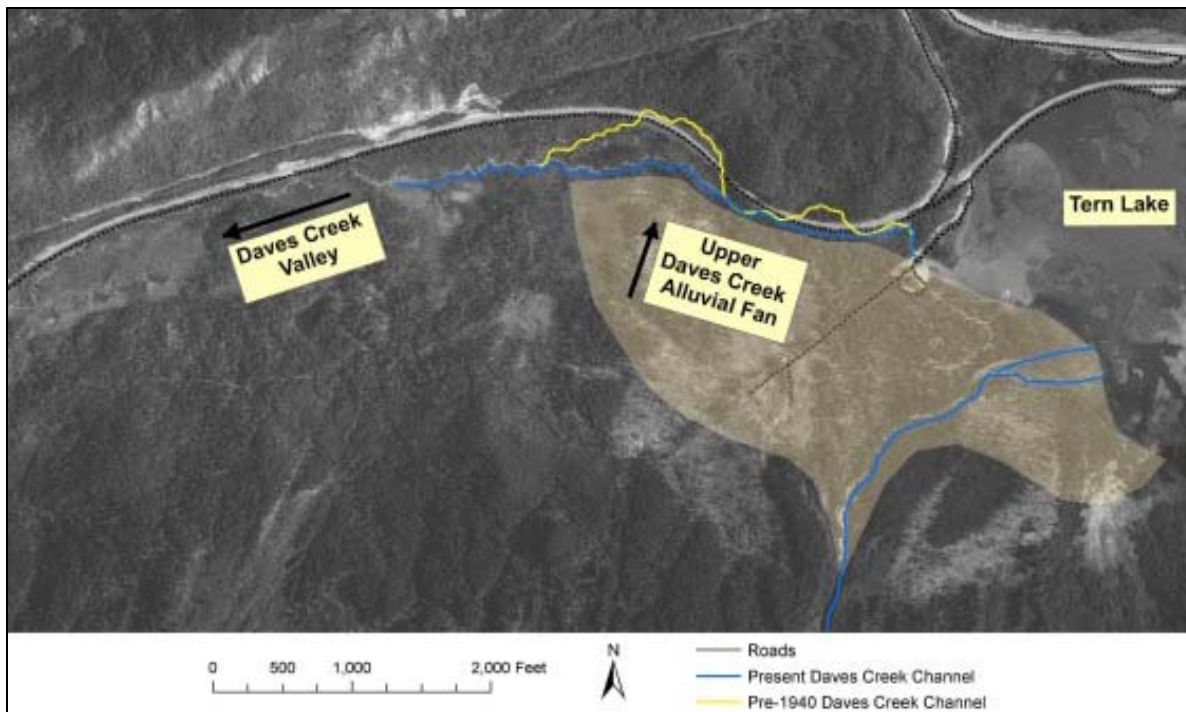 Tern Lake
Daves Creek
Valley
Upper
Daves Creek
Alluvial Fan
0 500 1,000 2,000 Feet
N
Roads
Present Daves Creek Channel
Pre-1940 Daves Creek Channel